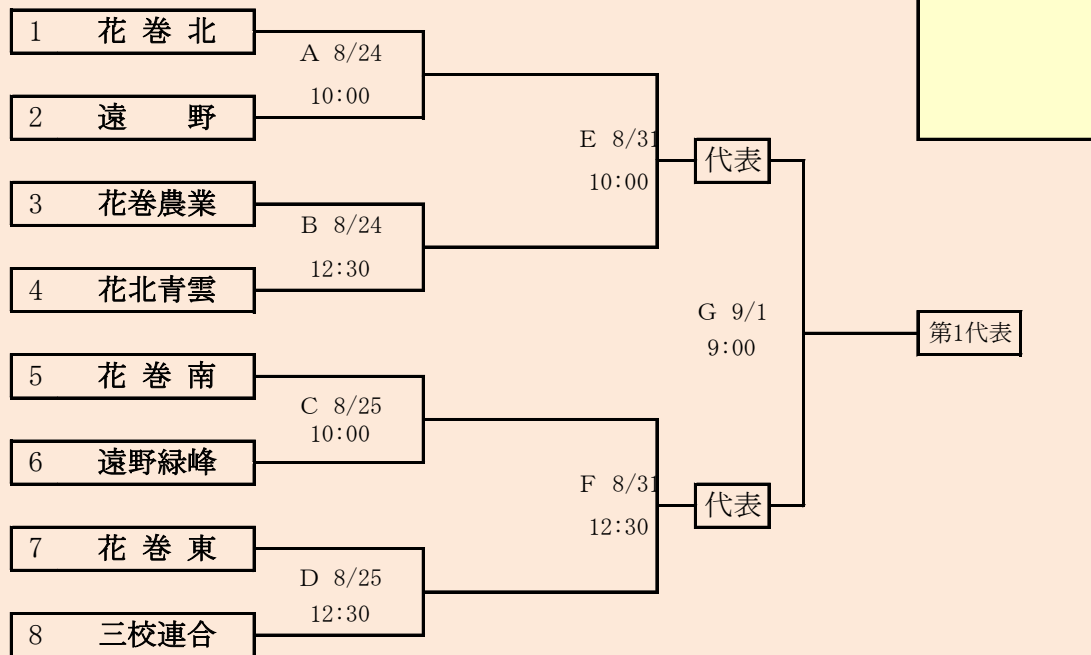 1 花巻北
A 8/24
10:00
2 遠野
E 8/31
10:00
代表
3 花巻農業
B 8/24
12:30
4 花北青雲
G 9/1
9:00
第1代表
5 花巻南
C 8/25
10:00
6 遠野緑峰
F 8/31
12:30
代表
7 花巻東
D 8/25
12:30
8 三校連合